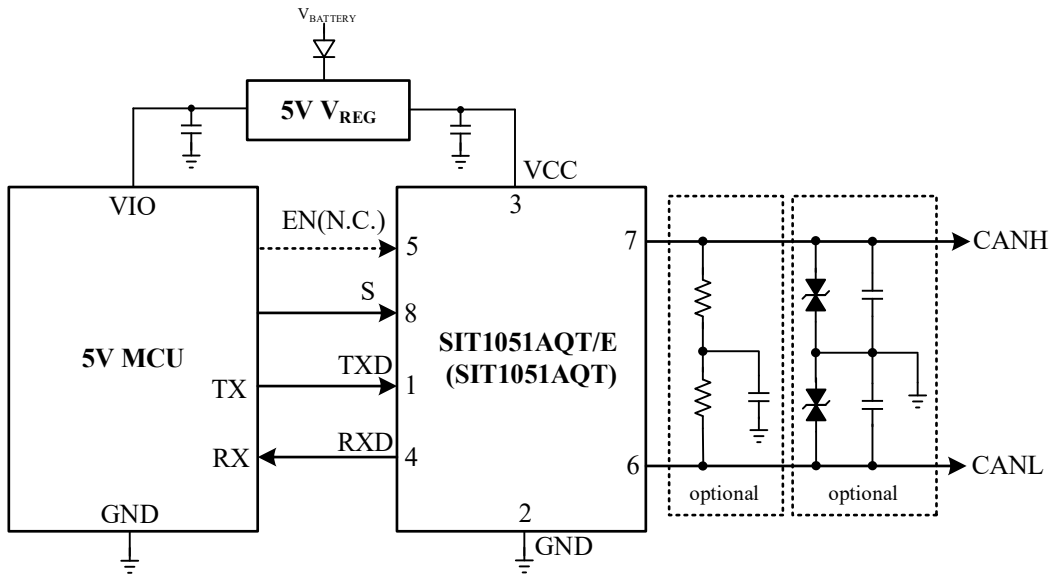 VBATTERY
5V VREG
VCC
VIO
3
EN(N.C.)
5
7
CANH
S
8
5V MCU
SIT1051AQT/E
(SIT1051AQT)
TXD
TX
1
RXD
RX
4
6
CANL
optional
optional
GND
2
GND